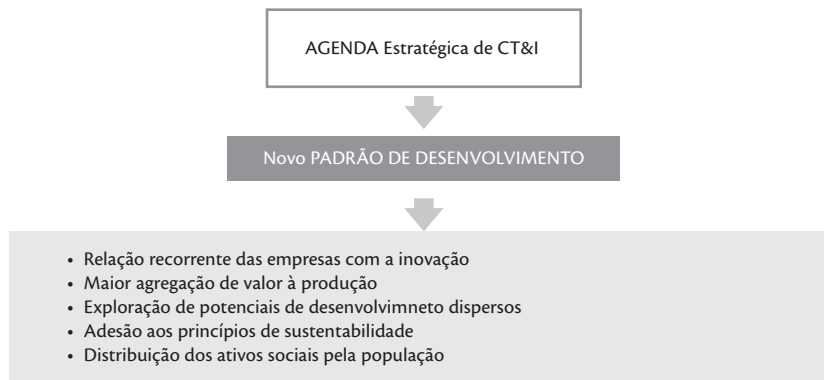 AGENDA Estratégica de CT&I
Novo PADRÃO DE DESENVOLVIMENTO
• Relação recorrente das empresas com a inovação
• Maior agregação de valor à produção
• Exploração de potenciais de desenvolvimneto dispersos
• Adesão aos princípios de sustentabilidade
• Distribuição dos ativos sociais pela população